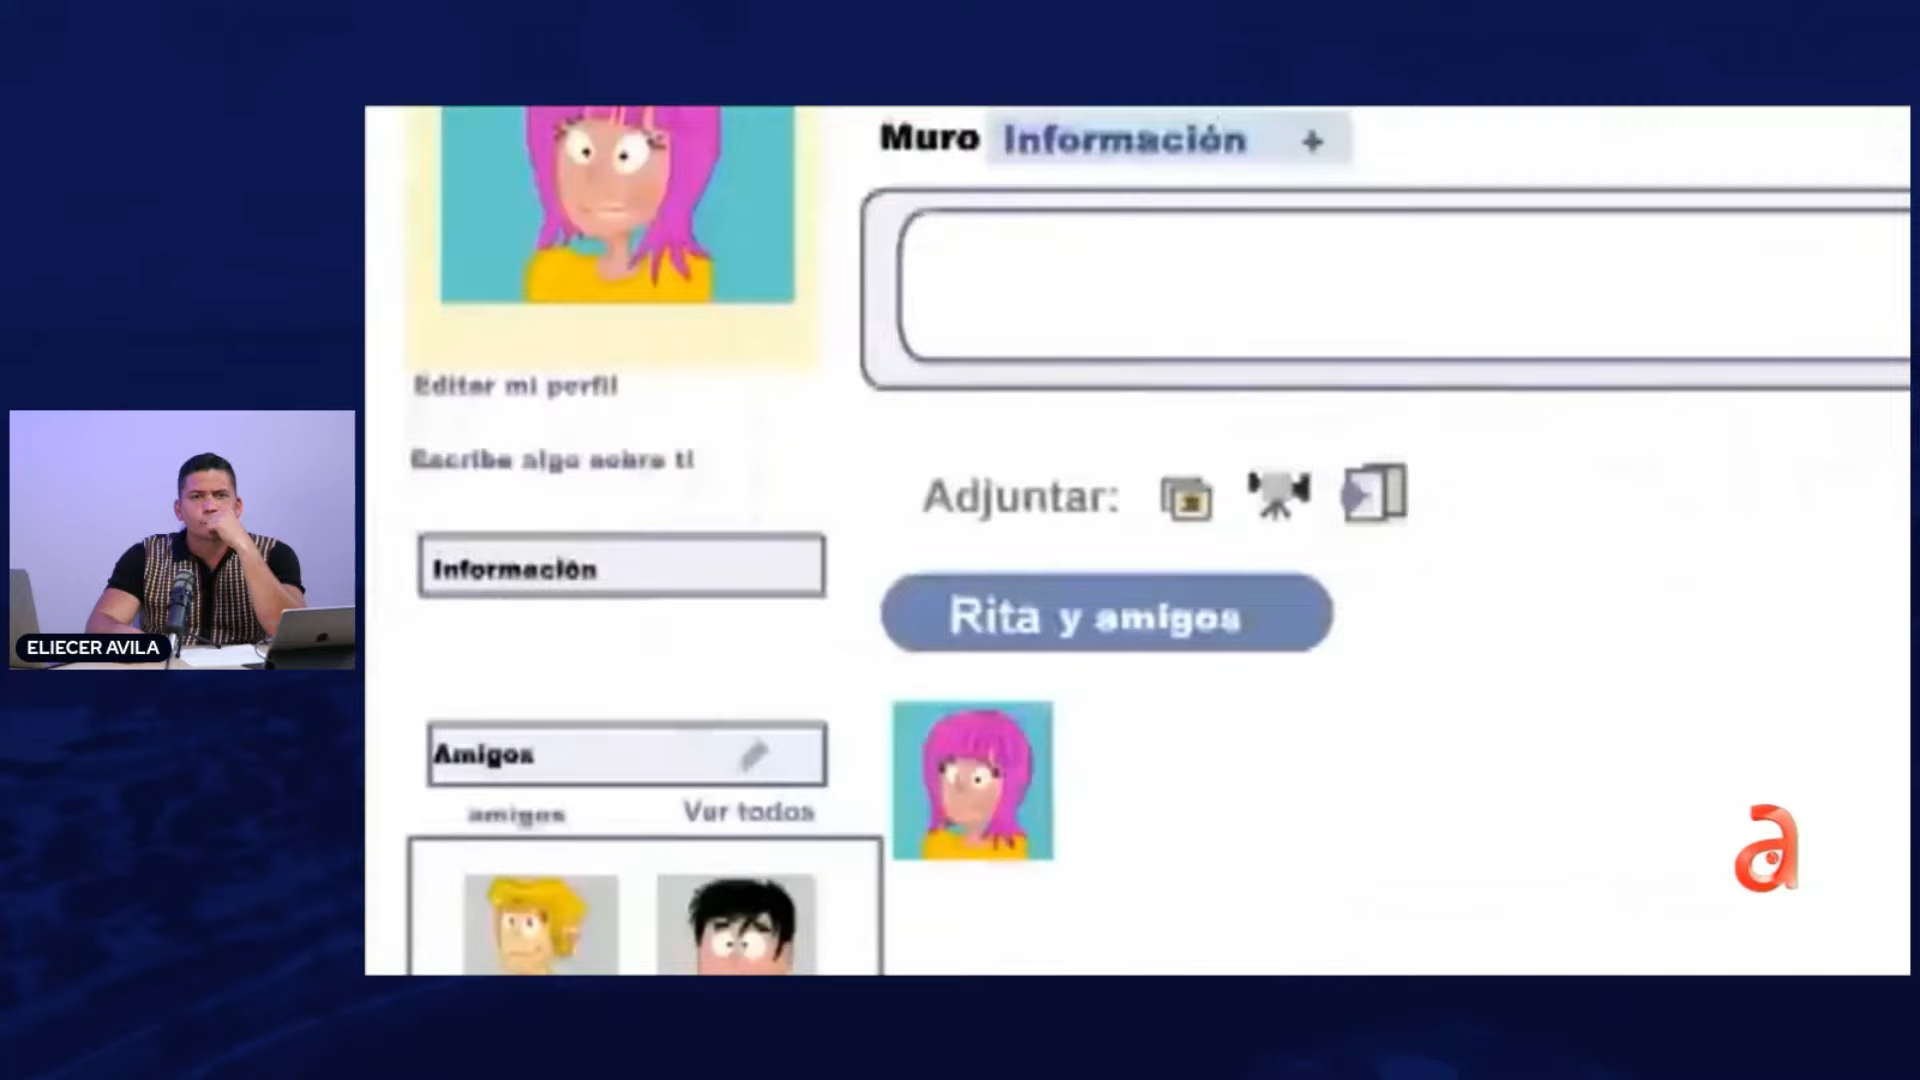 Muro Información +
Editar mi perfil
Escribe algo sobre ti
Adjuntar:
Información
Rita y amigos
ELIECER AVILA
Amigos
amigos Ver todos
a